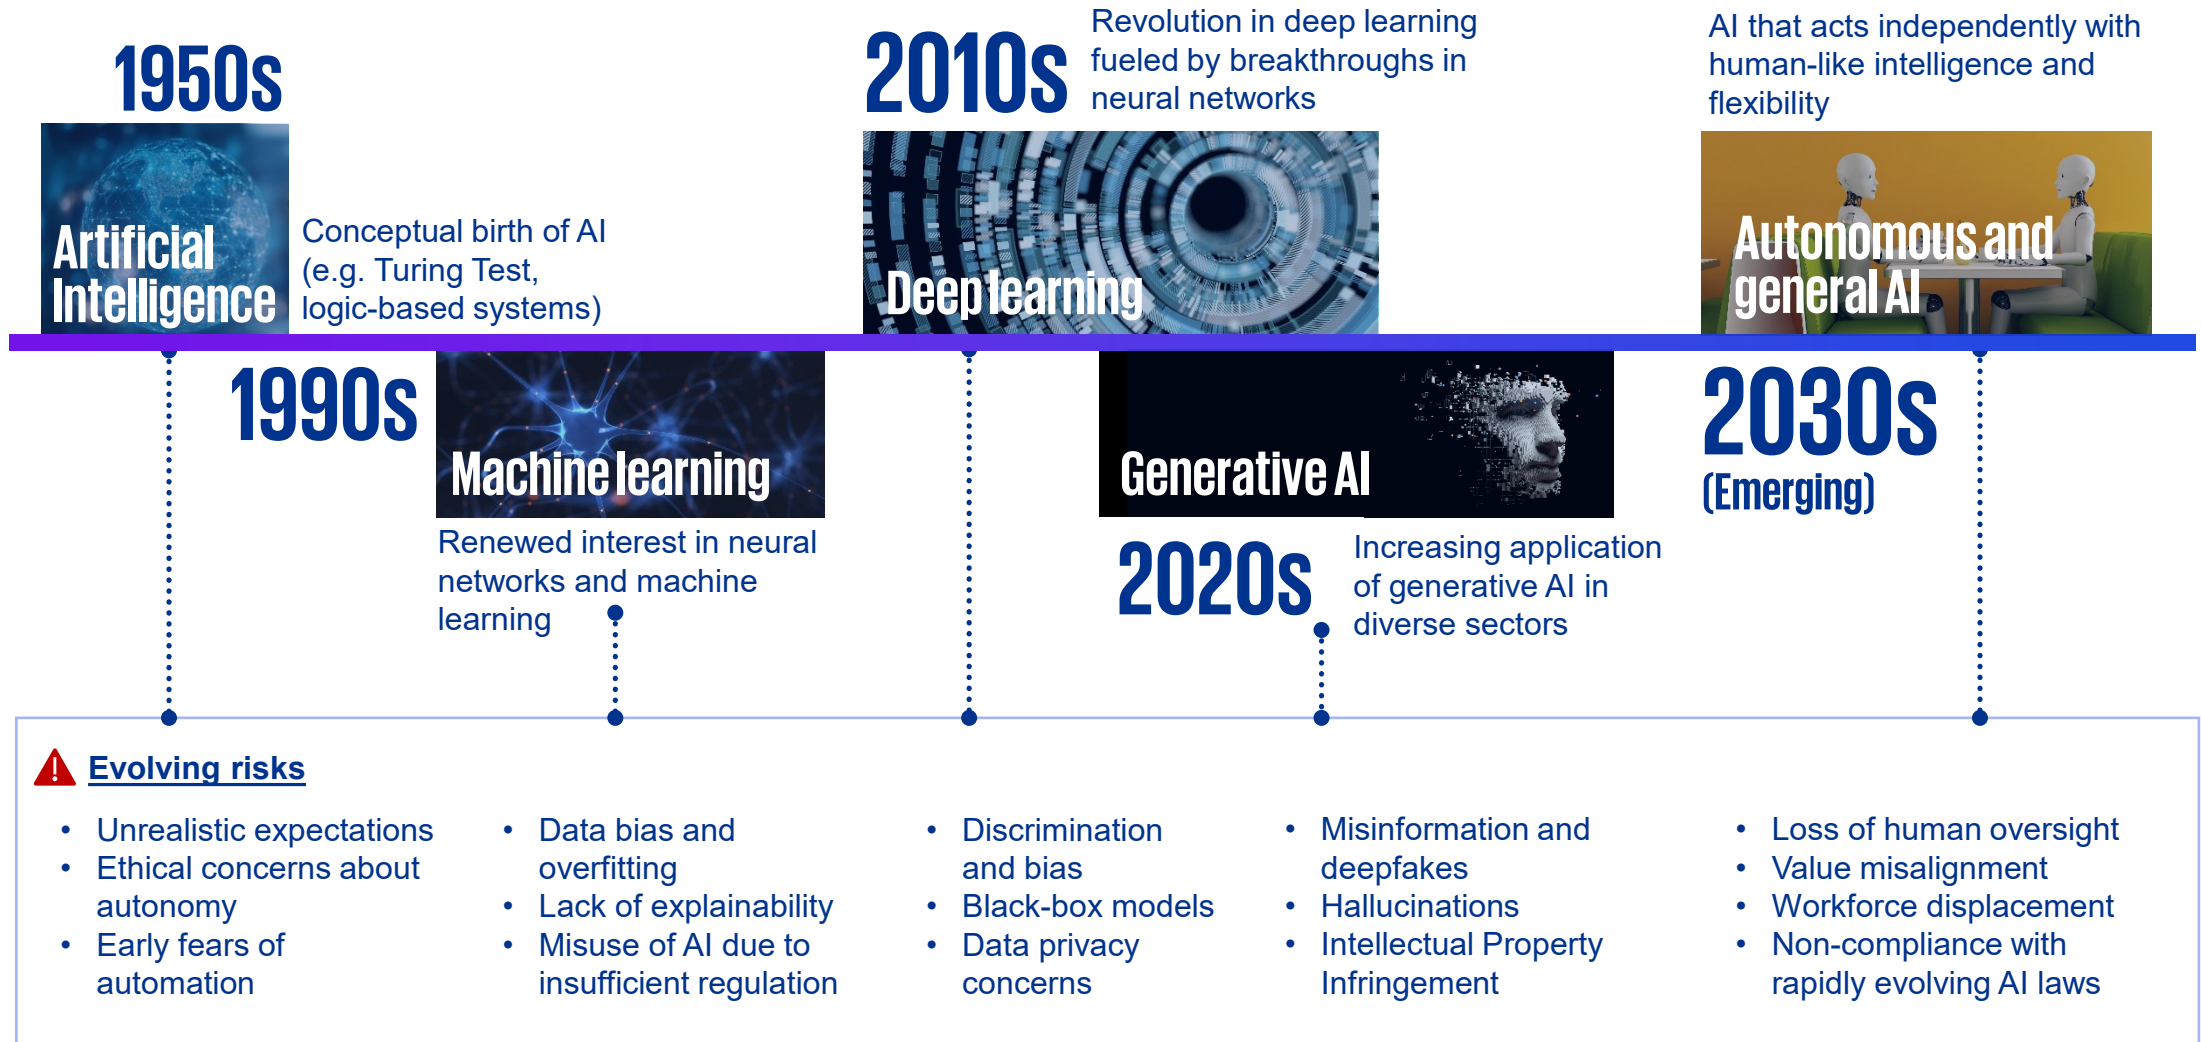 1950s
Artificial
Intelligence
Conceptual birth of AI
(e.g. Turing Test,
logic-based systems)
1990s
Machine learning
Renewed interest in neural
networks and machine
learning
2010s
Revolution in deep learning
fueled by breakthroughs in
neural networks
Deep learning
Generative AI
2020s
Increasing application
of generative AI in
diverse sectors
AI that acts independently with
human-like intelligence and
flexibility
Autonomous and
general AI
2030s
(Emerging)
Evolving risks
• Unrealistic expectations
• Ethical concerns about
autonomy
• Early fears of
automation
• Data bias and
overfitting
• Lack of explainability
• Misuse of AI due to
insufficient regulation
• Discrimination
and bias
• Black-box models
• Data privacy
concerns
• Misinformation and
deepfakes
• Hallucinations
• Intellectual Property
Infringement
• Loss of human oversight
• Value misalignment
• Workforce displacement
• Non-compliance with
rapidly evolving AI laws